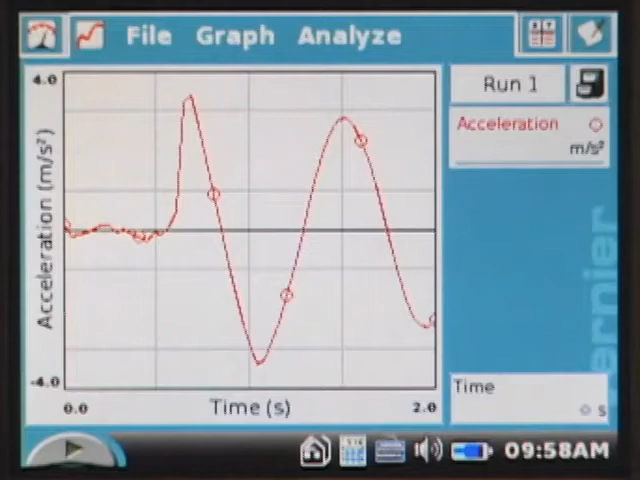 File Graph Analyze
Run 1
4.0
Acceleration
m/s²
Acceleration (m/s²)
-4.0
0.0
Time (s)
2.0
Time
s
ernier
09:58AM